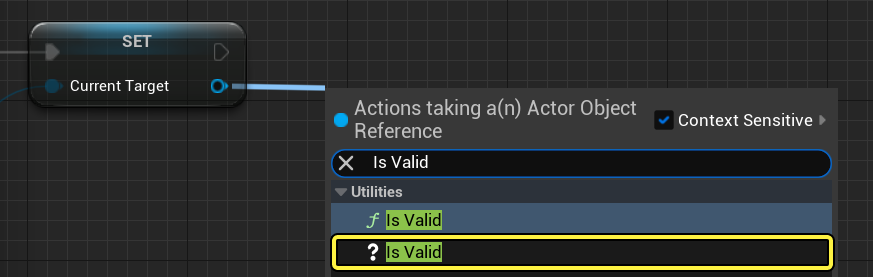 SET
Current Target
Actions taking a(n) Actor Object
Reference
Context Sensitive
Is Valid
Utilities
f Is Valid
? Is Valid